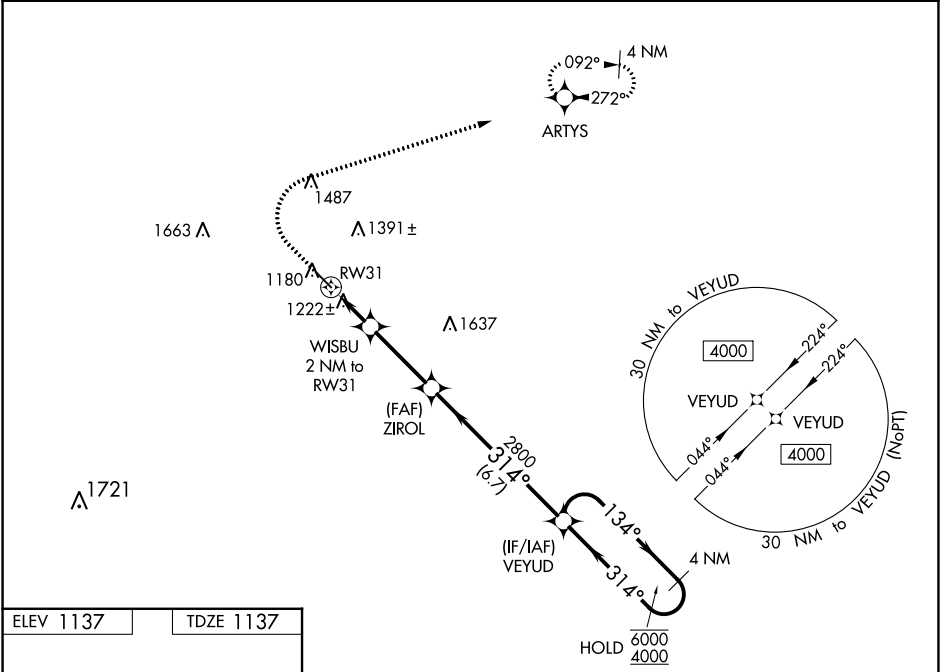 092°
4 NM
272°
ARTYS
1487
1663
1391±
1180
RW31
1222±
1637
WISBU
2 NM to
RW31
(FAF)
ZIROL
2800
314°
(6.7)
1721
(IF/IAF)
VEYUD
134°
314°
4 NM
HOLD
6000
4000
30 NM to VEYUD
4000
224°
224°
VEYUD
VEYUD
044°
044°
4000
30 NM to VEYUD (NoPT)
ELEV 1137
TDZE 1137